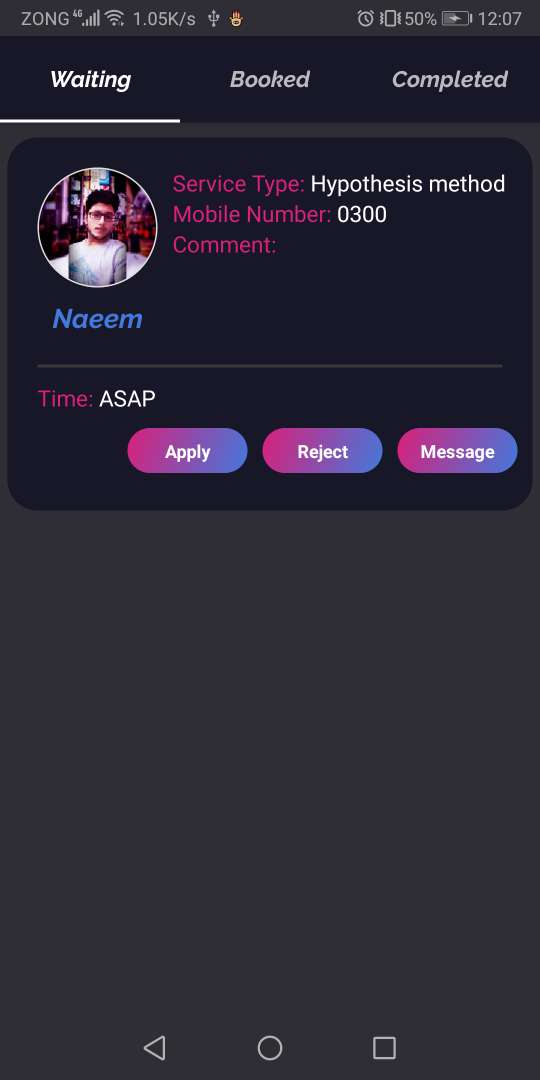 ZONG 4G 1.05K/s 50% 12:07
Waiting Booked Completed
Service Type: Hypothesis method
Mobile Number: 0300
Comment:
Naeem
Time: ASAP
Apply Reject Message